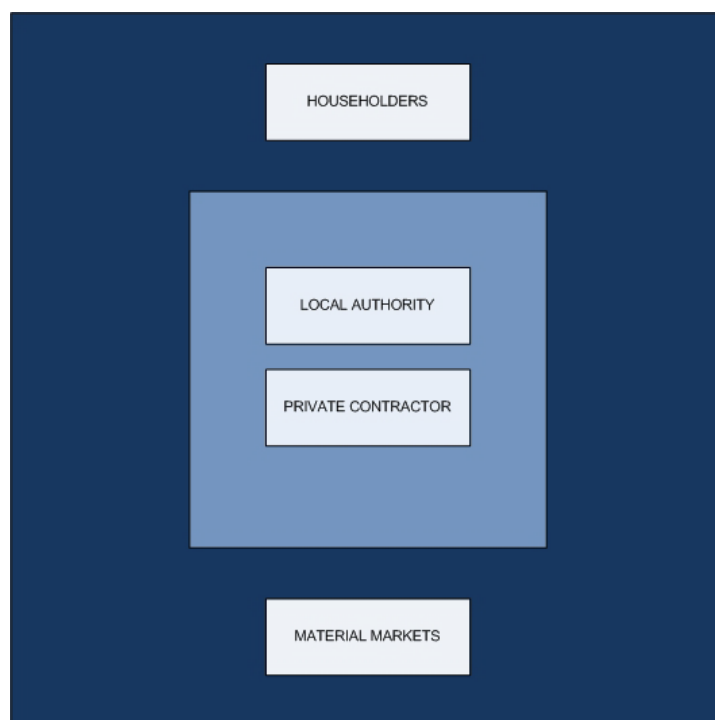 HOUSEHOLDERS
LOCAL AUTHORITY
PRIVATE CONTRACTOR
MATERIAL MARKETS